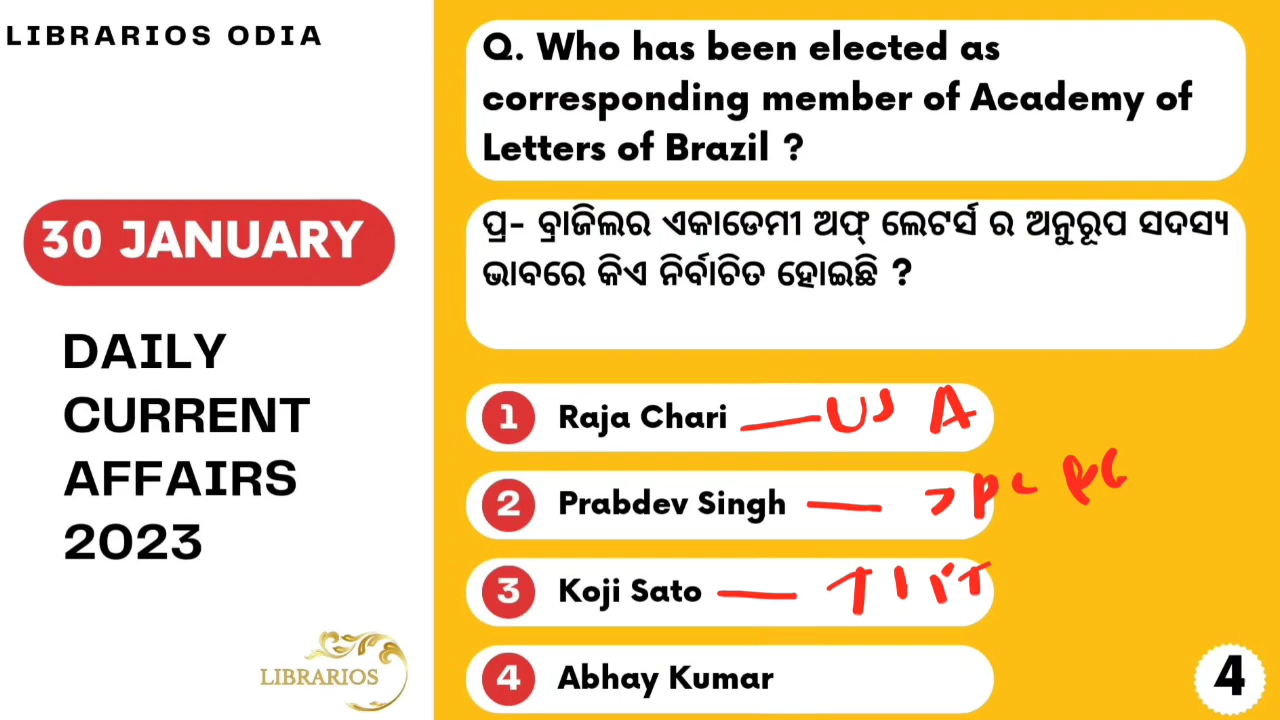 LIBRARIOS ODIA
30 JANUARY
DAILY
CURRENT
AFFAIRS
2023
LIBRARIOS
Q. Who has been elected as
corresponding member of Academy of
Letters of Brazil ?
ପ୍ର- ବ୍ରାଜିଲର ଏକାଡେମୀ ଅଫ୍ ଲେଟର୍ସ ର ଅନୁରୂପ ସଦସ୍ୟ
ଭାବରେ କିଏ ନିର୍ବାଚିତ ହୋଇଛି ?
1 Raja Chari — US A
2 Prabdev Singh —
3 Koji Sato —
4 Abhay Kumar
4